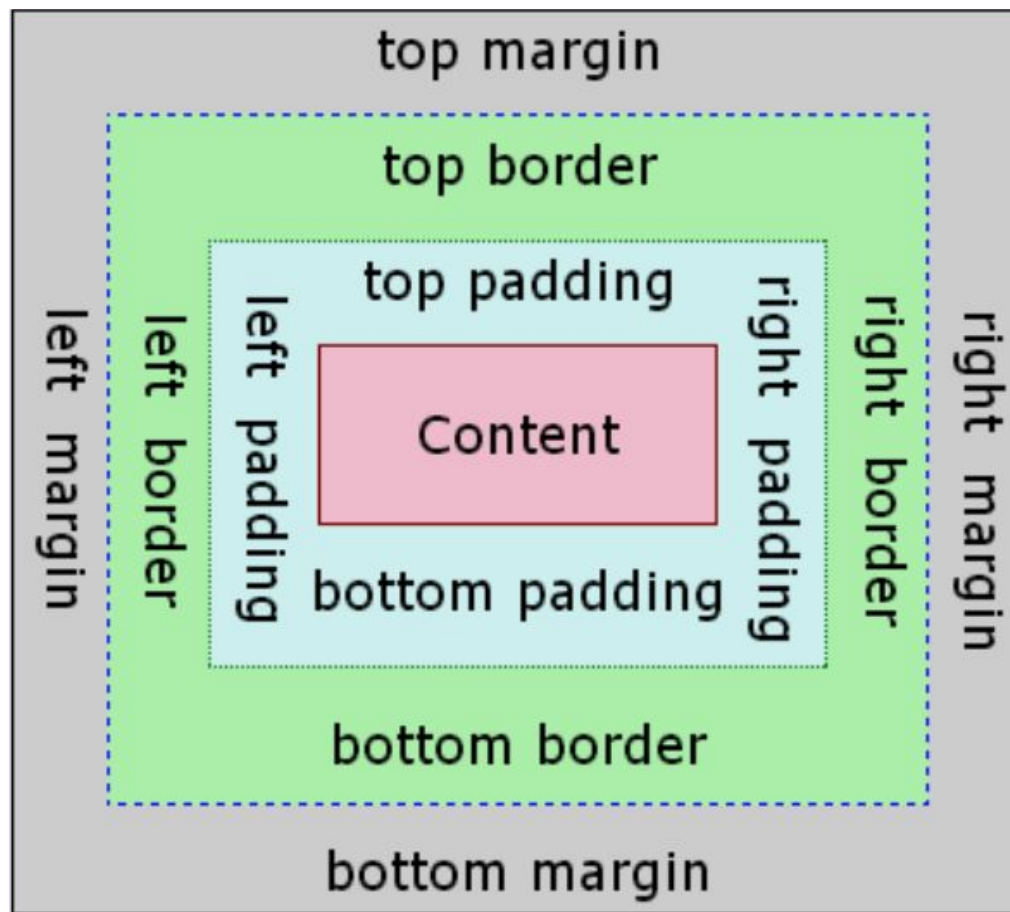 top margin
top border
top padding
left margin
left border
left padding
Content
right padding
right border
right margin
bottom padding
bottom border
bottom margin